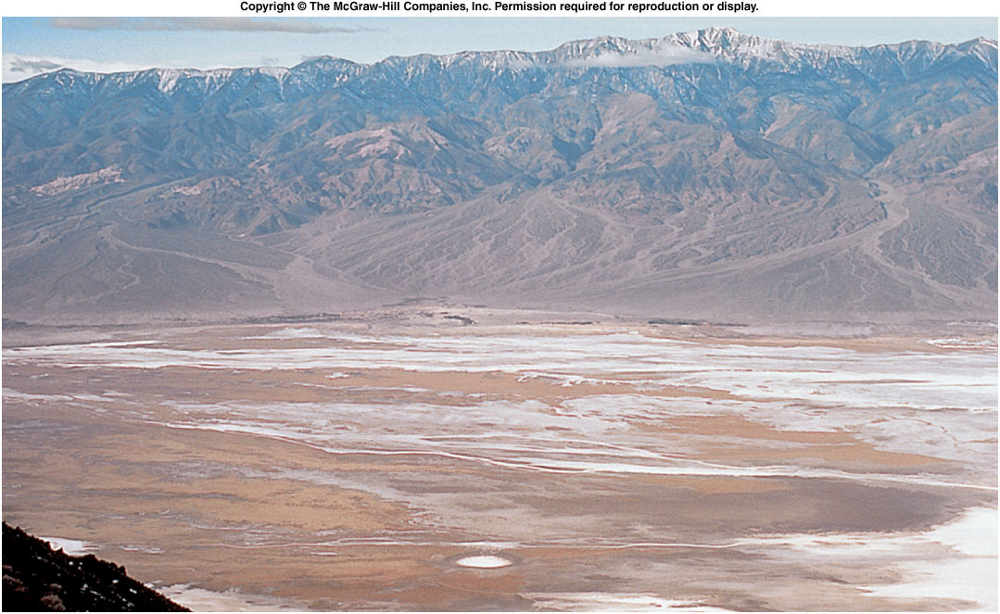 Copyright © The McGraw-Hill Companies, Inc. Permission required for reproduction or display.